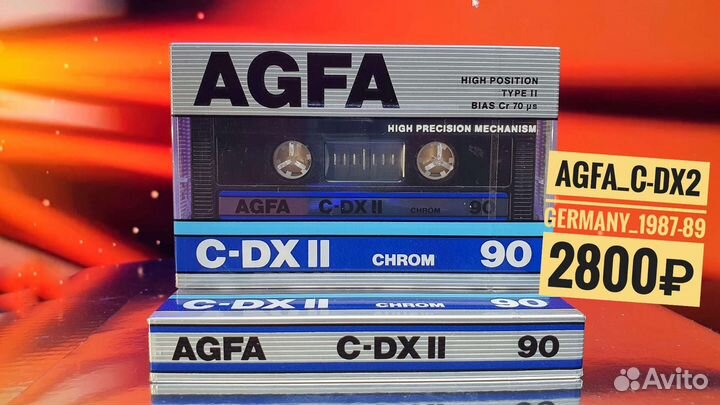 AGFA
HIGH POSITION
TYPE II
BIAS Cr 70 µs
HIGH PRECISION MECHANISM
AGFA C-DX II CHROM 90
C-DX II CHROM 90
C-DX II CHROM 90
AGFA C-DX II 90
AGFA_C-DX2
GERMANY_1987-89
2800₽
Avito